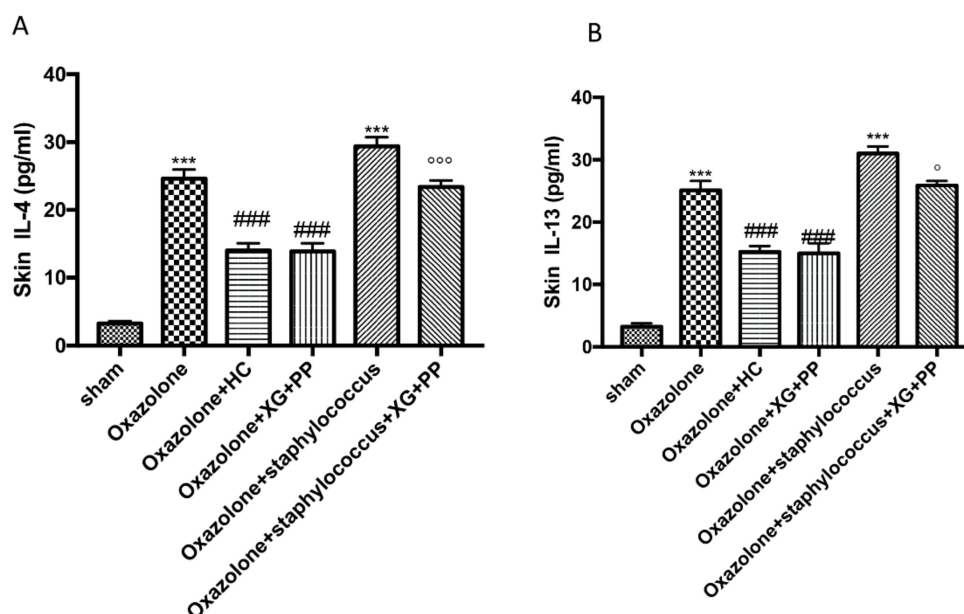 A
Skin IL-4 (pg/ml)
40
30
20
10
0
***
###
###
***
°°°
sham
Oxazolone
Oxazolone+HC
Oxazolone+XG+PP
Oxazolone+staphylococcus
Oxazolone+staphylococcus+XG+PP
B
Skin IL-13 (pg/ml)
40
30
20
10
0
***
###
###
***
°
sham
Oxazolone
Oxazolone+HC
Oxazolone+XG+PP
Oxazolone+staphylococcus
Oxazolone+staphylococcus+XG+PP